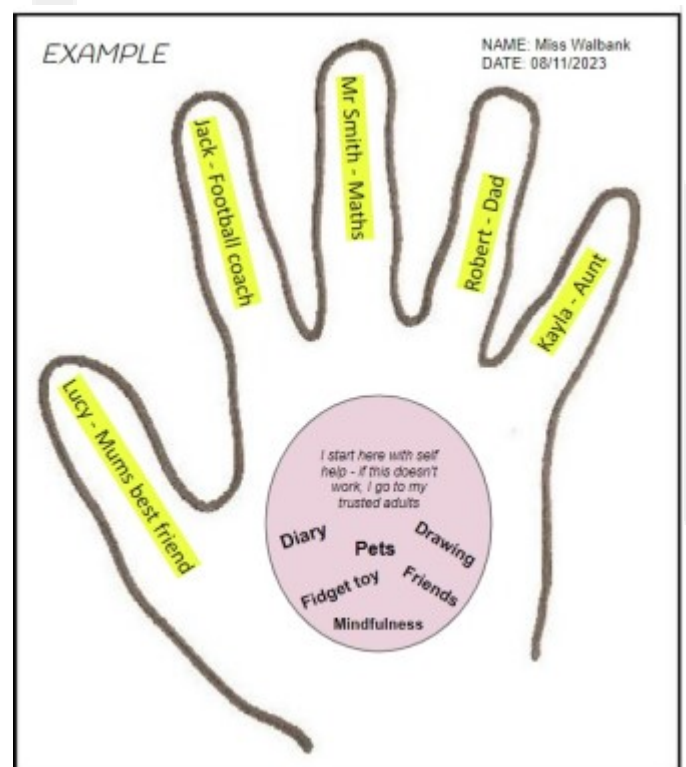 EXAMPLE
NAME: Miss Walbank
DATE: 08/11/2023
Lucy - Mums best friend
Jack - Football coach
Mr Smith - Maths
Robert - Dad
Kayla - Aunt
I start here with self
help - if this doesn't
work, I go to my
trusted adults
Diary
Pets
Drawing
Fidget toy
Friends
Mindfulness